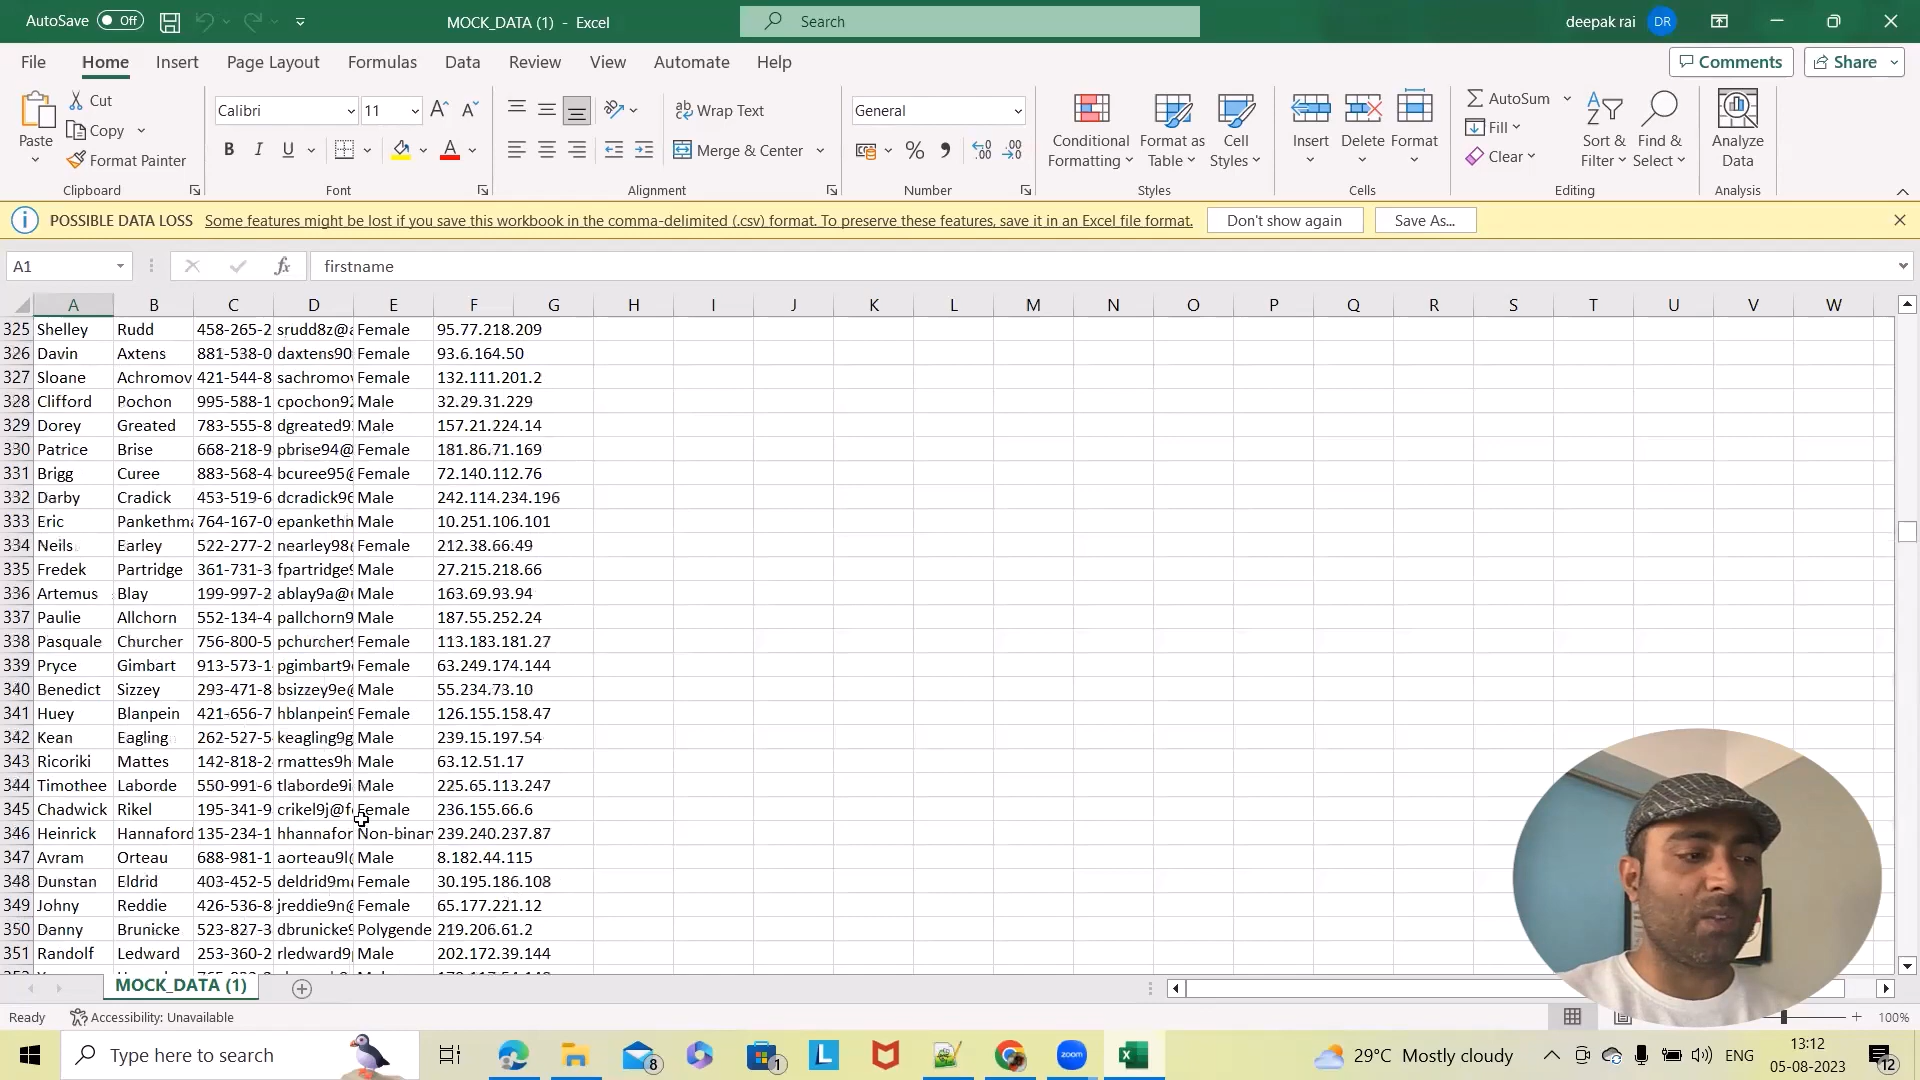 AutoSave Off MOCK_DATA (1) - Excel Search deepak rai DR
File Home Insert Page Layout Formulas Data Review View Automate Help Comments Share
Cut
Copy
Format Painter
Paste
Clipboard
Calibri 11
B I U
Font
Wrap Text
Merge & Center
Alignment
General
Number
Conditional Formatting
Format as Table
Cell Styles
Styles
Insert Delete Format
Cells
AutoSum
Fill
Clear
Sort & Filter
Find & Select
Editing
Analyze Data
Analysis
POSSIBLE DATA LOSS Some features might be lost if you save this workbook in the comma-delimited (.csv) format. To preserve these features, save it in an Excel file format. Don't show again Save As...
A1 fx firstname
A B C D E F G H I J K L M N O P Q R S T U V W
325 Shelley Rudd 458-265-2 srudd8z@ Female 95.77.218.209
326 Davin Axtens 881-538-0 daxtens90 Female 93.6.164.50
327 Sloane Achromov 421-544-8 sachromov Female 132.111.201.2
328 Clifford Pochon 995-588-1 cpochon92 Male 32.29.31.229
329 Dorey Greated 783-555-8 dgreated9 Male 157.21.224.14
330 Patrice Brise 668-218-9 pbrise94@ Female 181.86.71.169
331 Brigg Curee 883-568-4 bcuree95@ Female 72.140.112.76
332 Darby Cradick 453-519-6 dcradick96 Male 242.114.234.196
333 Eric Pankethma 764-167-0 epankethm Male 10.251.106.101
334 Neils Earley 522-277-2 nearley98@ Female 212.38.66.49
335 Fredek Partridge 361-731-3 fpartridge9 Male 27.215.218.66
336 Artemus Blay 199-997-2 ablay9a@ Male 163.69.93.94
337 Paulie Allchorn 552-134-4 pallchorn9 Male 187.55.252.24
338 Pasquale Churcher 756-800-5 pchurcher9 Female 113.183.181.27
339 Pryce Gimbart 913-573-1 pgimbart9 Female 63.249.174.144
340 Benedict Sizzey 293-471-8 bsizzey9e@ Male 55.234.73.10
341 Huey Blanpein 421-656-7 hblanpein9 Female 126.155.158.47
342 Kean Eagling 262-527-5 keagling9g Male 239.15.197.54
343 Ricoriki Mattes 142-818-2 rmattes9h Male 63.12.51.17
344 Timothee Laborde 550-991-6 tlaborde9i Male 225.65.113.247
345 Chadwick Rikel 195-341-9 crikel9j@f Female 236.155.66.6
346 Heinrick Hannaford 135-234-1 hhannafor Non-binary 239.240.237.87
347 Avram Orteau 688-981-1 aorteau9l@ Male 8.182.44.115
348 Dunstan Eldrid 403-452-5 deldrid9m Female 30.195.186.108
349 Johny Reddie 426-536-8 jreddie9n@ Female 65.177.221.12
350 Danny Brunicke 523-827-3 dbrunicke9 Polygende 219.206.61.2
351 Randolf Ledward 253-360-2 rledward9 Male 202.172.39.144
MOCK_DATA (1)
Ready Accessibility: Unavailable 100%
Type here to search 8 1 L zoom 29°C Mostly cloudy ENG 13:12
05-08-2023 12